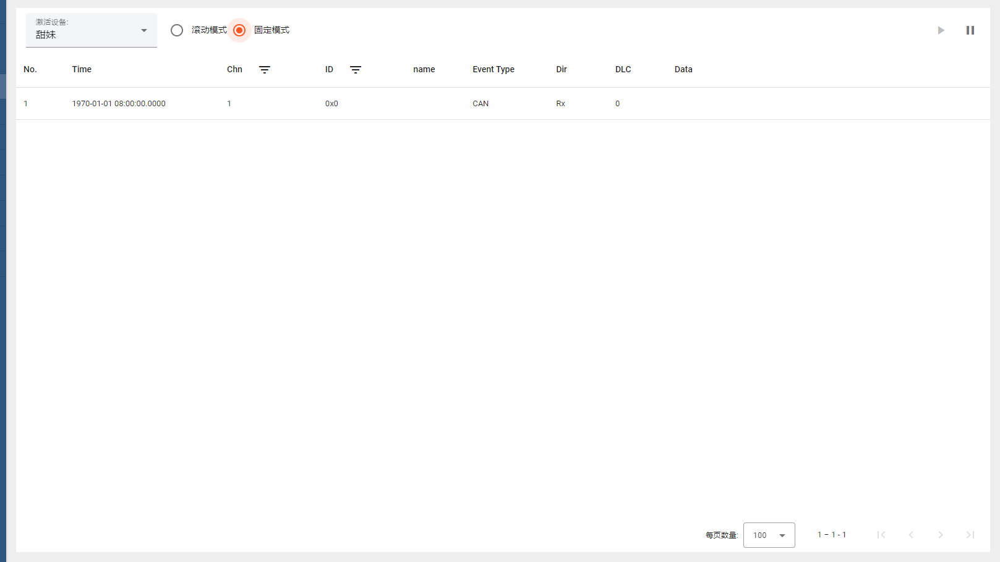 激活设备:
甜妹
滚动模式 固定模式
No. Time Chn ID name Event Type Dir DLC Data
1 1970-01-01 08:00:00.0000 1 0x0 CAN Rx 0
每页数量: 100 1 – 1 - 1